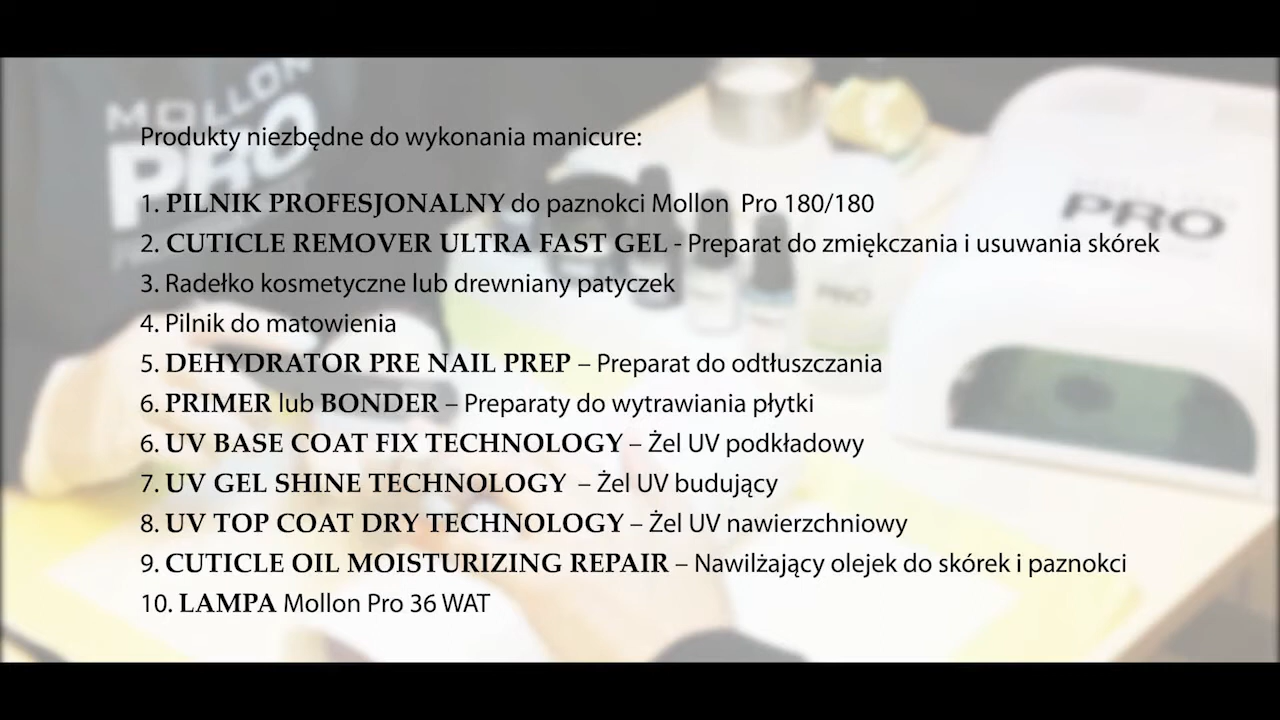 MOLLON
PRO
PRO
PRO
Produkty niezbędne do wykonania manicure:
1. PILNIK PROFESJONALNY do paznokci Mollon Pro 180/180
2. CUTICLE REMOVER ULTRA FAST GEL - Preparat do zmiękczania i usuwania skórek
3. Radełko kosmetyczne lub drewniany patyczek
4. Pilnik do matowienia
5. DEHYDRATOR PRE NAIL PREP – Preparat do odtłuszczania
6. PRIMER lub BONDER – Preparaty do wytrawiania płytki
6. UV BASE COAT FIX TECHNOLOGY – Żel UV podkładowy
7. UV GEL SHINE TECHNOLOGY – Żel UV budujący
8. UV TOP COAT DRY TECHNOLOGY – Żel UV nawierzchniowy
9. CUTICLE OIL MOISTURIZING REPAIR – Nawilżający olejek do skórek i paznokci
10. LAMPA Mollon Pro 36 WAT